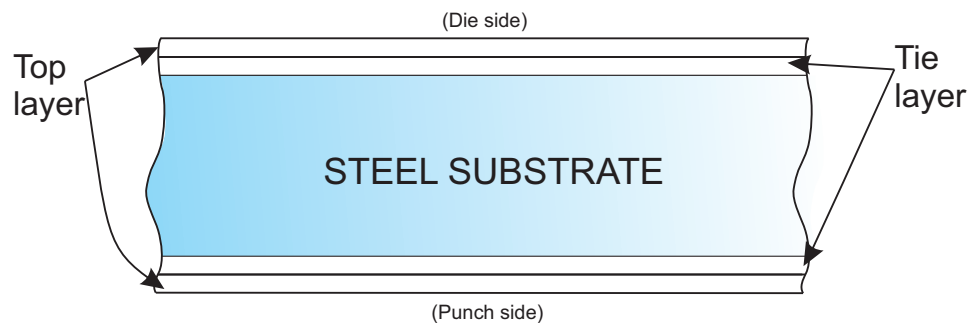 (Die side)
Top
layer
Tie
layer
STEEL SUBSTRATE
(Punch side)